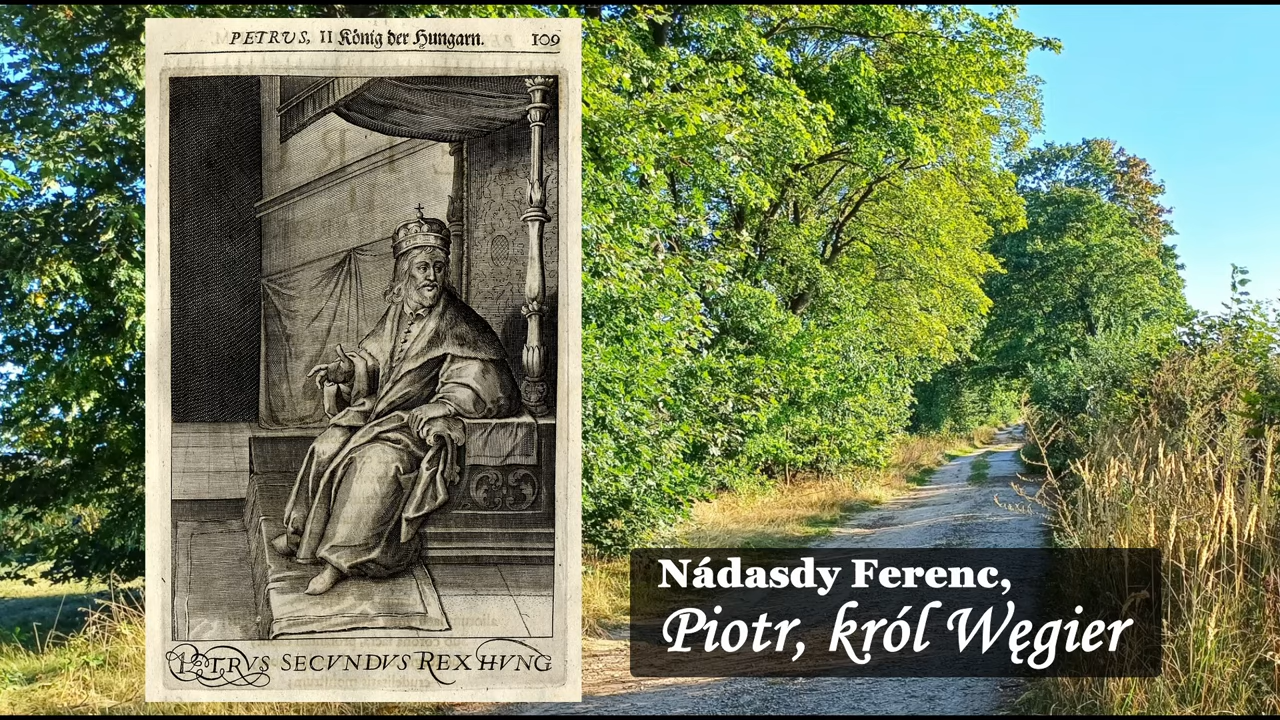 PETRVS, II König der Hungarn. 109
PETRVS SECVNDVS REX HVNG
Nádasdy Ferenc,
Piotr, król Węgier